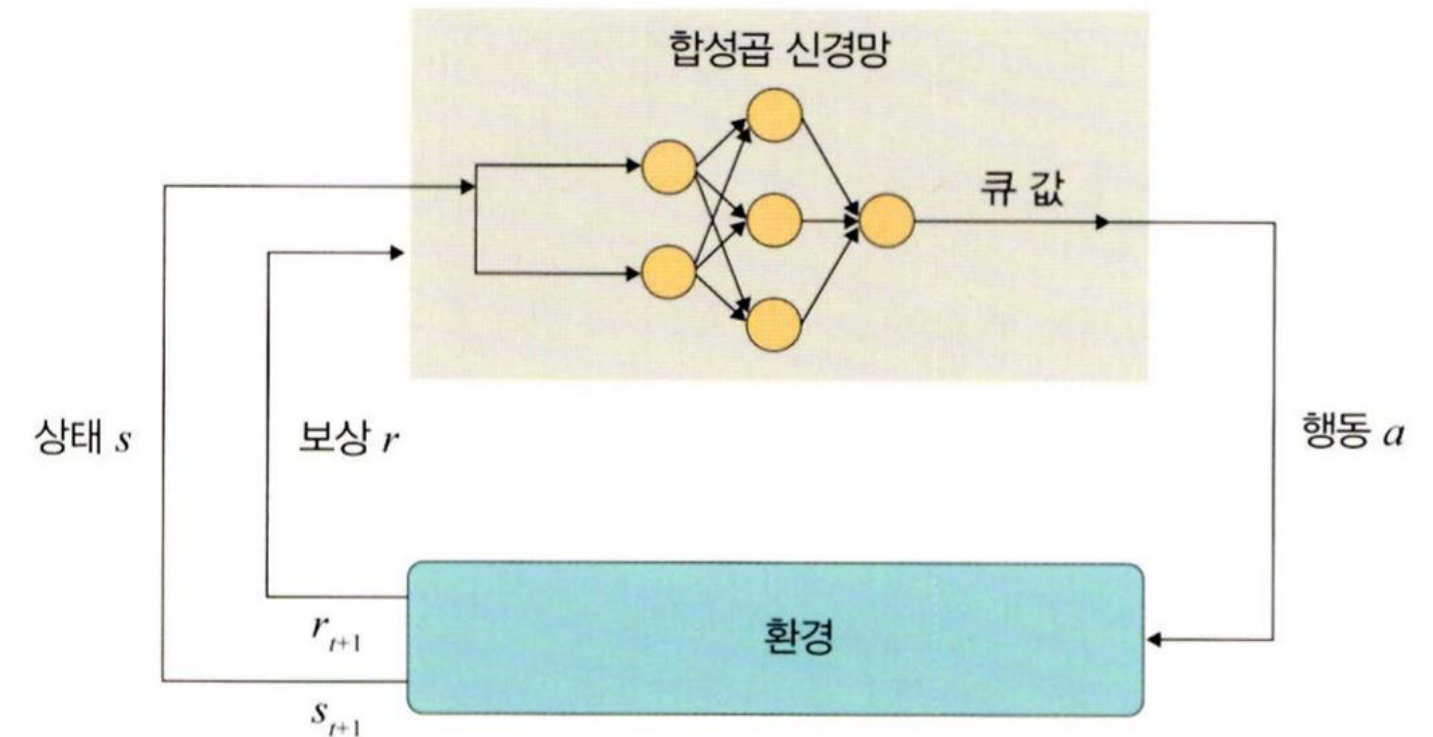 합성곱 신경망
큐 값
상태 s
보상 r
행동 a
환경
r_{t+1}
s_{t+1}